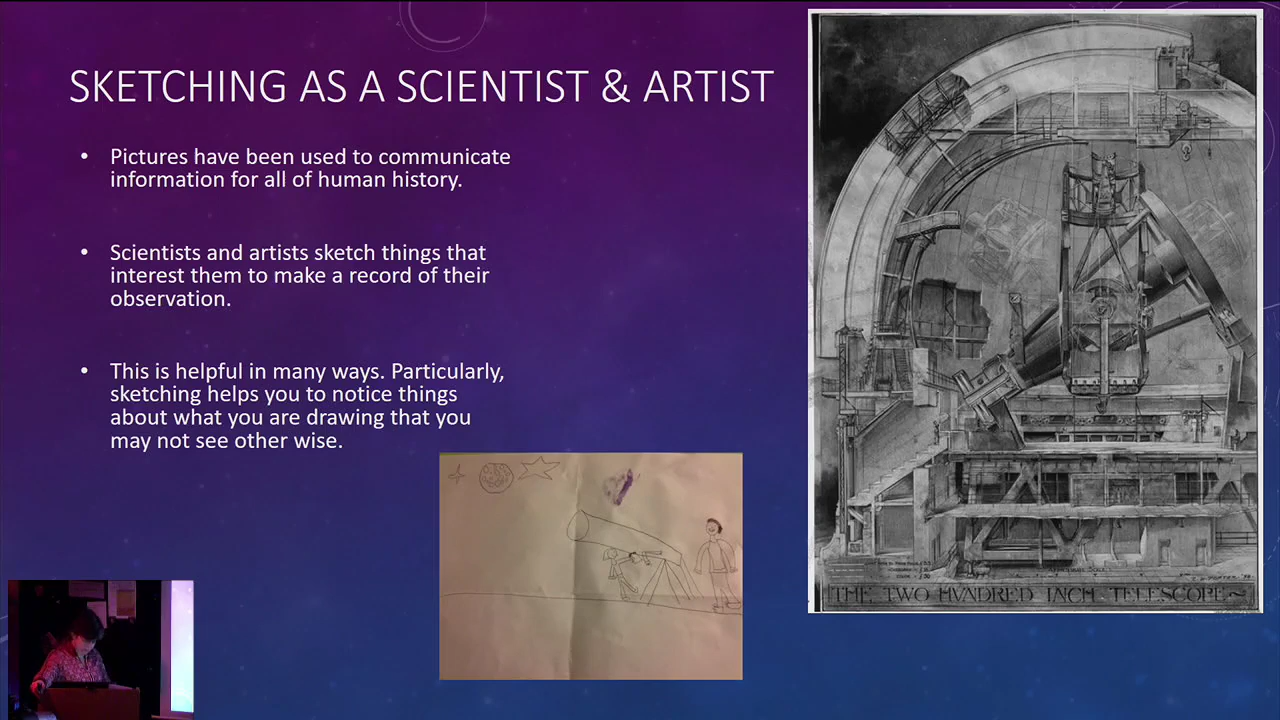 SKETCHING AS A SCIENTIST & ARTIST
• Pictures have been used to communicate
information for all of human history.
• Scientists and artists sketch things that
interest them to make a record of their
observation.
• This is helpful in many ways. Particularly,
sketching helps you to notice things
about what you are drawing that you
may not see other wise.
THE TWO HVNDRED INCH TELESCOPE~